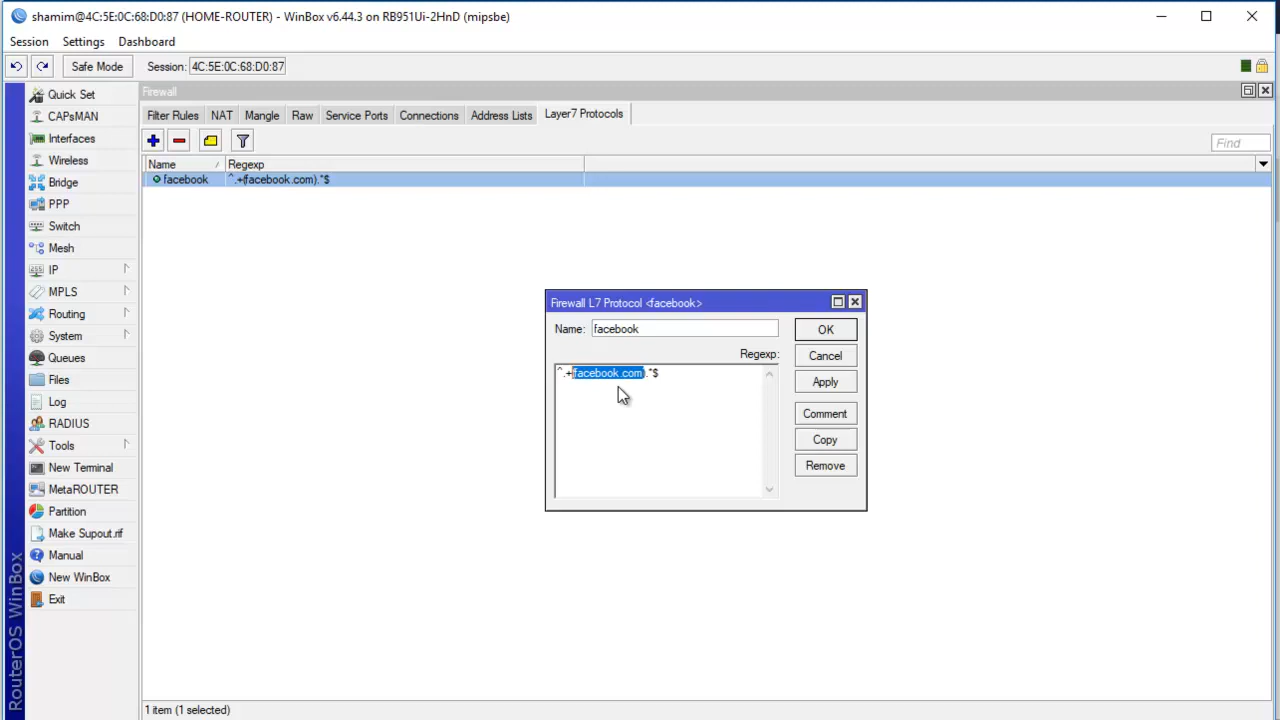 shamim@4C:5E:0C:68:D0:87 (HOME-ROUTER) - WinBox v6.44.3 on RB951Ui-2HnD (mipsbe)
Session Settings Dashboard
Safe Mode Session: 4C:5E:0C:68:D0:87
Quick Set
CAPsMAN
Interfaces
Wireless
Bridge
PPP
Switch
Mesh
IP
MPLS
Routing
System
Queues
Files
Log
RADIUS
Tools
New Terminal
MetaROUTER
Partition
Make Supout.rif
Manual
New WinBox
Exit
RouterOS WinBox
Firewall
Filter Rules NAT Mangle Raw Service Ports Connections Address Lists Layer7 Protocols
Find
Name Regexp
facebook ^.+(facebook.com).*$
Firewall L7 Protocol <facebook>
Name: facebook
Regexp:
^.+(facebook.com).*$
OK
Cancel
Apply
Comment
Copy
Remove
1 item (1 selected)